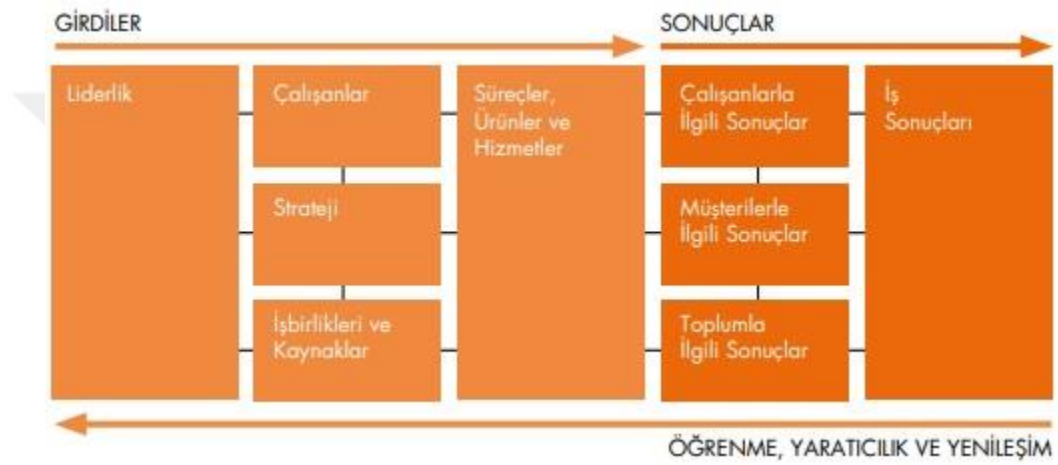 GİRDİLER
SONUÇLAR
Liderlik
Çalışanlar
Süreçler,
Ürünler ve
Hizmetler
Çalışanlarla
İlgili Sonuçlar
İş
Sonuçları
Strateji
Müşterilerle
İlgili Sonuçlar
İşbirlikleri ve
Kaynaklar
Toplumla
İlgili Sonuçlar
ÖĞRENME, YARATICILIK VE YENİLEŞİM